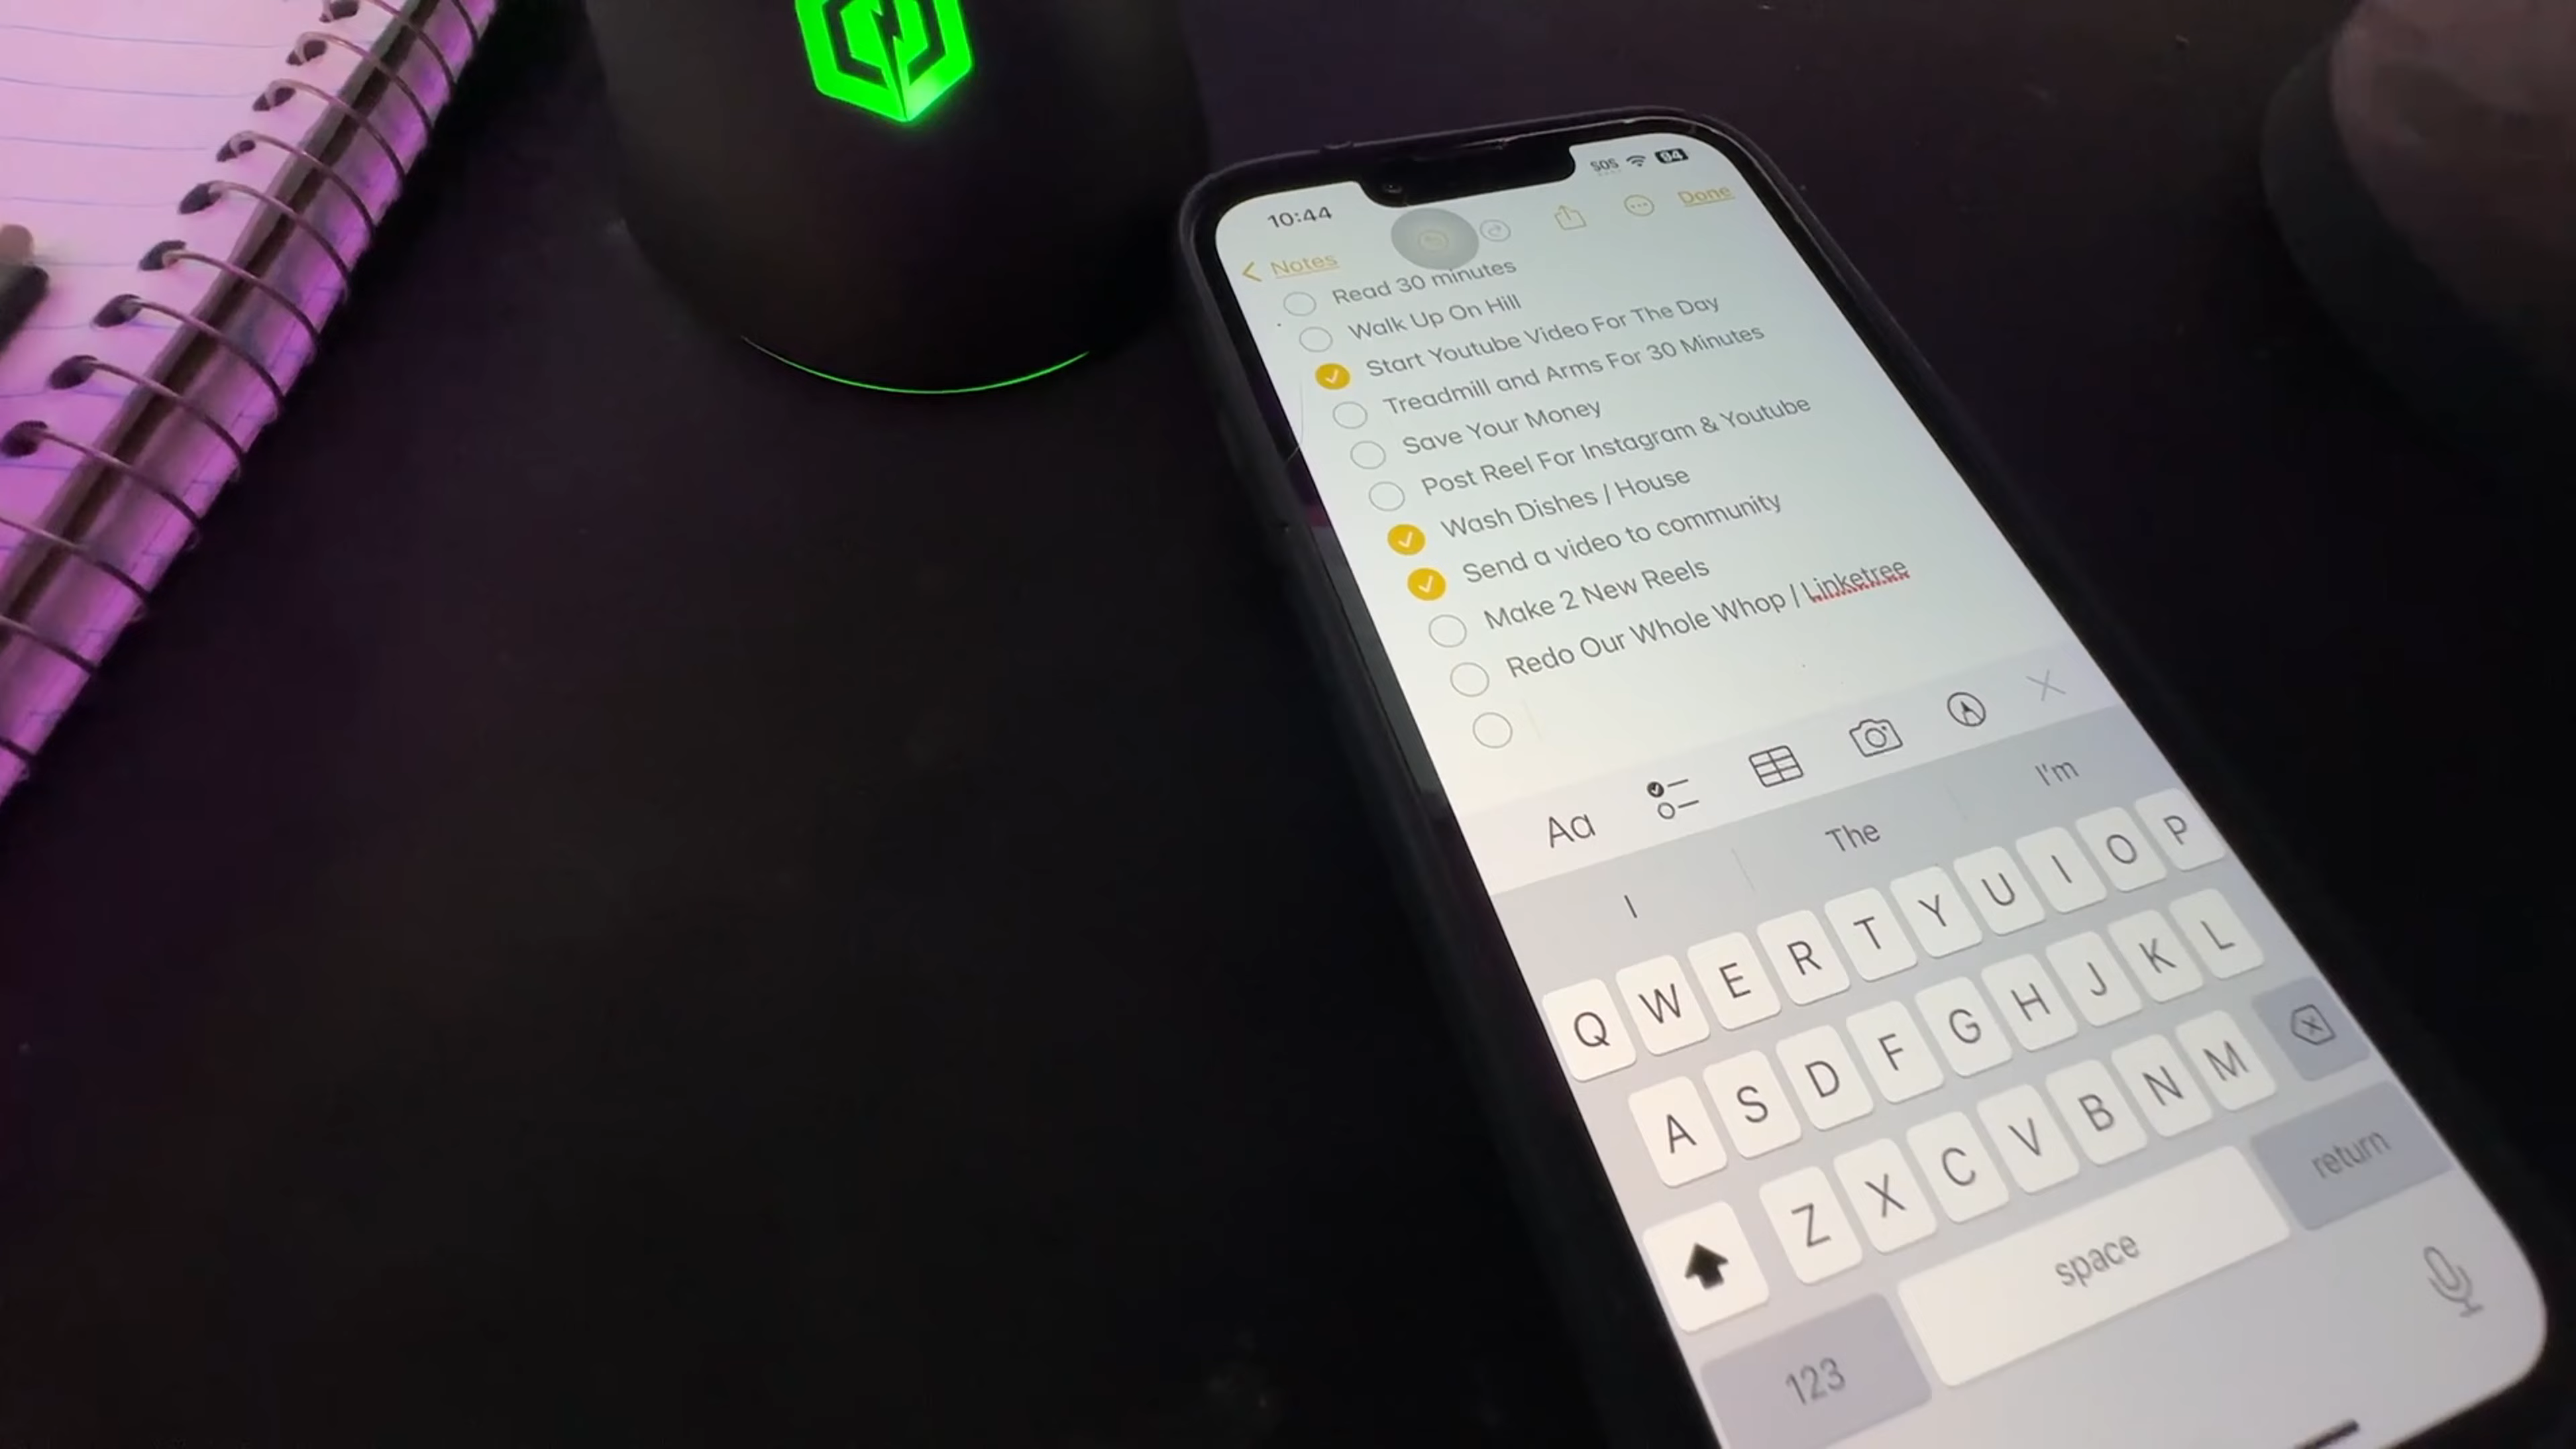 10:44 SOS 84
Notes Done
Read 30 minutes
Walk Up On Hill
Start Youtube Video For The Day
Treadmill and Arms For 30 Minutes
Save Your Money
Post Reel For Instagram & Youtube
Wash Dishes / House
Send a video to community
Make 2 New Reels
Redo Our Whole Whop / Linketree
Aa
I The I'm
Q W E R T Y U I O P
A S D F G H J K L
Z X C V B N M
123 space return